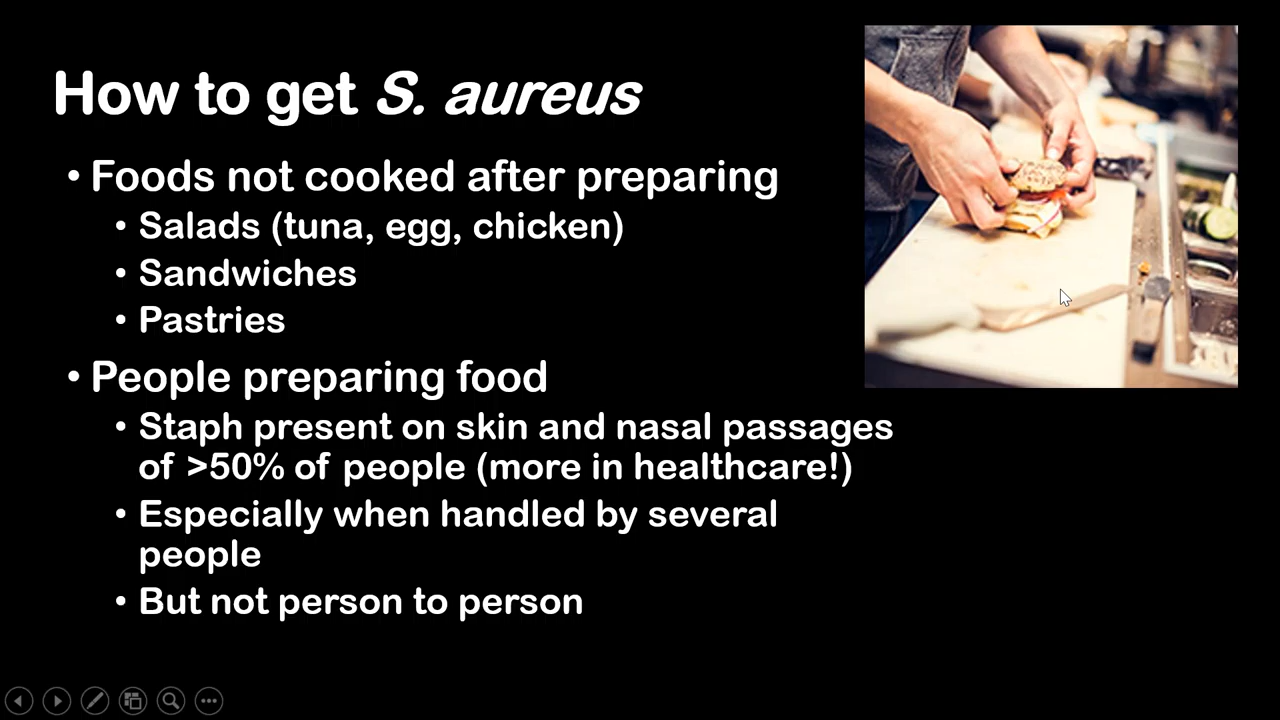 How to get S. aureus
• Foods not cooked after preparing
• Salads (tuna, egg, chicken)
• Sandwiches
• Pastries
• People preparing food
• Staph present on skin and nasal passages
of >50% of people (more in healthcare!)
• Especially when handled by several
people
• But not person to person